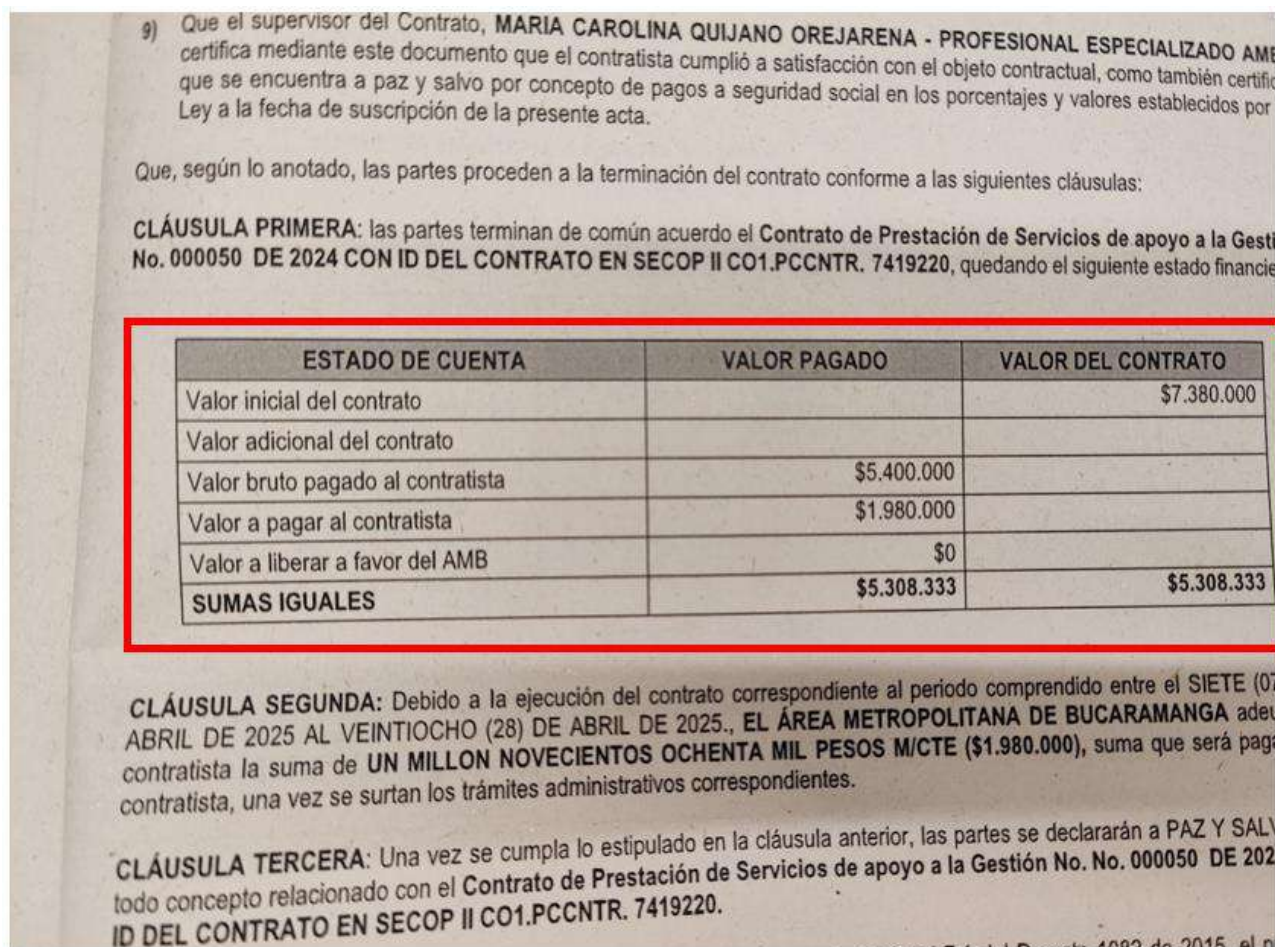 9) Que el supervisor del Contrato, MARIA CAROLINA QUIJANO OREJARENA - PROFESIONAL ESPECIALIZADO
certifica mediante este documento que el contratista cumplió a satisfacción con el objeto contractual, como también
que se encuentra a paz y salvo por concepto de pagos a seguridad social en los porcentajes y valores establecidos por
Ley a la fecha de suscripción de la presente acta.
Que, según lo anotado, las partes proceden a la terminación del contrato conforme a las siguientes cláusulas:
CLÁUSULA PRIMERA: las partes terminan de común acuerdo el Contrato de Prestación de Servicios de apoyo a la
No. 000050 DE 2024 CON ID DEL CONTRATO EN SECOP II CO1.PCCNTR. 7419220, quedando el siguiente estado
ESTADO DE CUENTA VALOR PAGADO VALOR DEL CONTRATO
Valor inicial del contrato $7.380.000
Valor adicional del contrato
Valor bruto pagado al contratista $5.400.000
Valor a pagar al contratista $1.980.000
Valor a liberar a favor del AMB $0
SUMAS IGUALES $5.308.333 $5.308.333
CLÁUSULA SEGUNDA: Debido a la ejecución del contrato correspondiente al periodo comprendido entre el SIETE (07
ABRIL DE 2025 AL VEINTIOCHO (28) DE ABRIL DE 2025., EL ÁREA METROPOLITANA DE BUCARAMANGA
contratista la suma de UN MILLON NOVECIENTOS OCHENTA MIL PESOS M/CTE ($1.980.000), suma que será
contratista, una vez se surtan los trámites administrativos correspondientes.
CLÁUSULA TERCERA: Una vez se cumpla lo estipulado en la cláusula anterior, las partes se declararán a PAZ Y
todo concepto relacionado con el Contrato de Prestación de Servicios de apoyo a la Gestión No. No. 000050 DE
ID DEL CONTRATO EN SECOP II CO1.PCCNTR. 7419220.